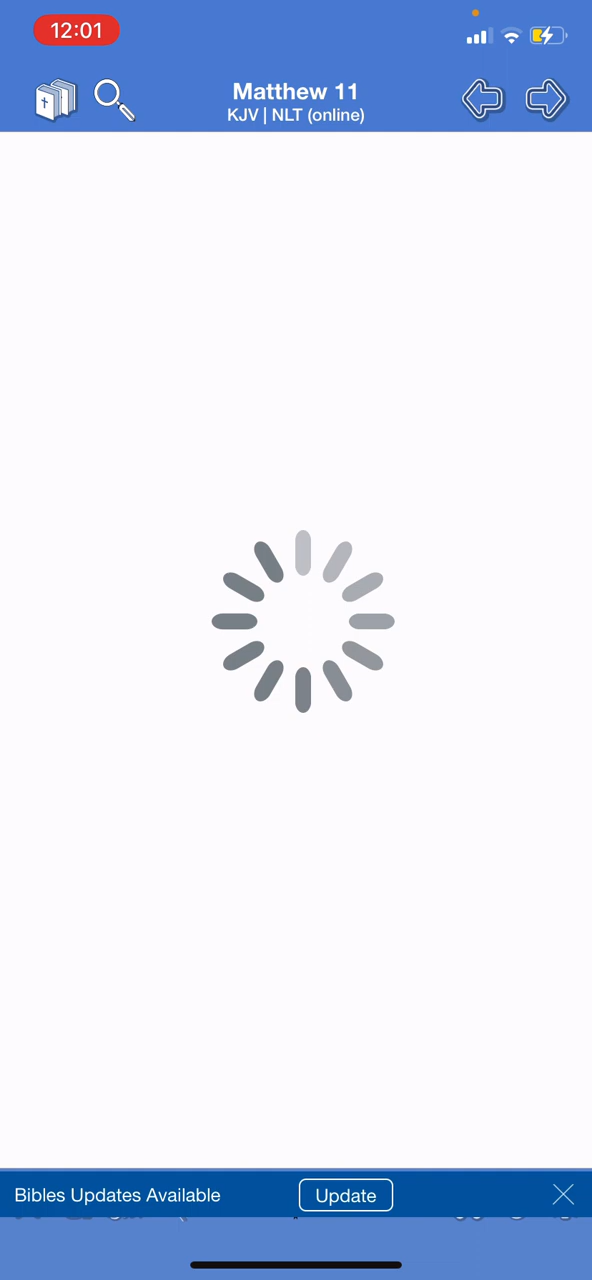 12:01
Matthew 11
KJV | NLT (online)
Bibles Updates Available
Update